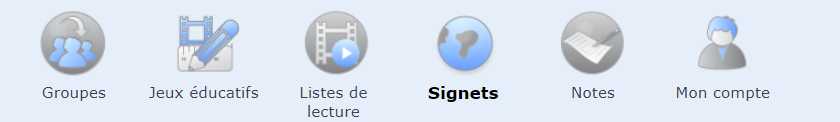 Groupes
Jeux éducatifs
Listes de
lecture
Signets
Notes
Mon compte